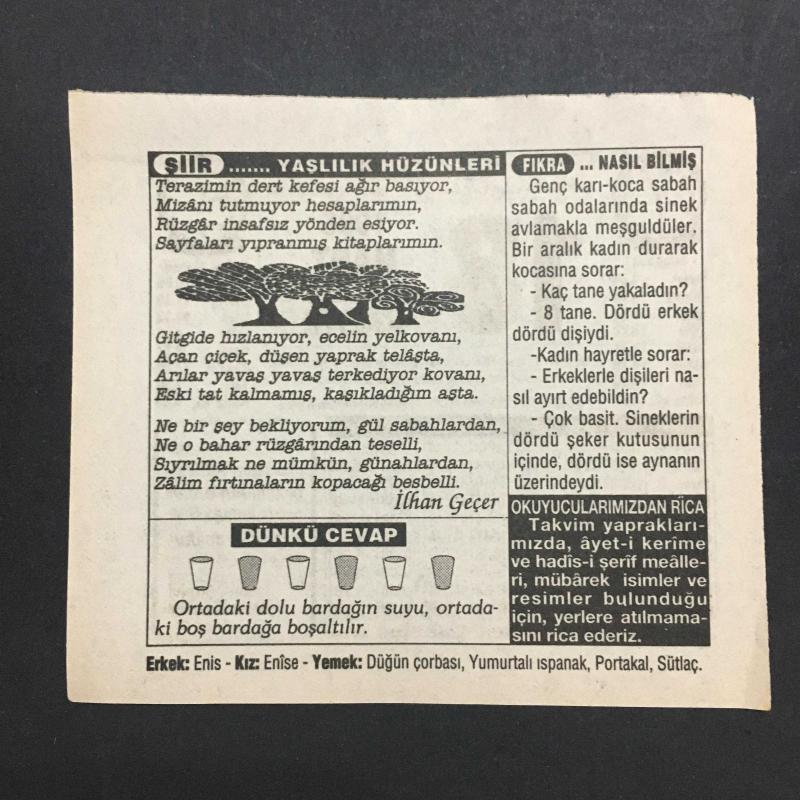 ŞİİR ....... YAŞLILIK HÜZÜNLERİ
Terazimin dert kefesi ağır basıyor,
Mizânı tutmuyor hesaplarımın,
Rüzgâr insafsız yönden esiyor.
Sayfaları yıpranmış kitaplarımın.
Gitgide hızlanıyor, ecelin yelkovanı,
Açan çiçek, düşen yaprak telâşta,
Arılar yavaş yavaş terkediyor kovanı,
Eski tat kalmamış, kaşıkladığım aşta.
Ne bir şey bekliyorum, gül sabahlardan,
Ne o bahar rüzgârından teselli,
Sıyrılmak ne mümkün, günahlardan,
Zâlim fırtınaların kopacağı besbelli.
İlhan Geçer
DÜNKÜ CEVAP
Ortadaki dolu bardağın suyu, ortada-
ki boş bardağa boşaltılır.
FIKRA ... NASIL BİLMİŞ
Genç karı-koca sabah
sabah odalarında sinek
avlamakla meşguldüler.
Bir aralık kadın durarak
kocasına sorar:
- Kaç tane yakaladın?
- 8 tane. Dördü erkek
dördü dişiydi.
-Kadın hayretle sorar:
- Erkeklerle dişileri na-
sıl ayırt edebildin?
- Çok basit. Sineklerin
dördü şeker kutusunun
içinde, dördü ise aynanın
üzerindeydi.
OKUYUCULARIMIZDAN RİCA
Takvim yaprakları-
mızda, âyet-i kerîme
ve hadîs-i şerîf meâlle-
ri, mübârek isimler ve
resimler bulunduğu
için, yerlere atılmama-
sını rica ederiz.
Erkek: Enis - Kız: Enîse - Yemek: Düğün çorbası, Yumurtalı ıspanak, Portakal, Sütlaç.